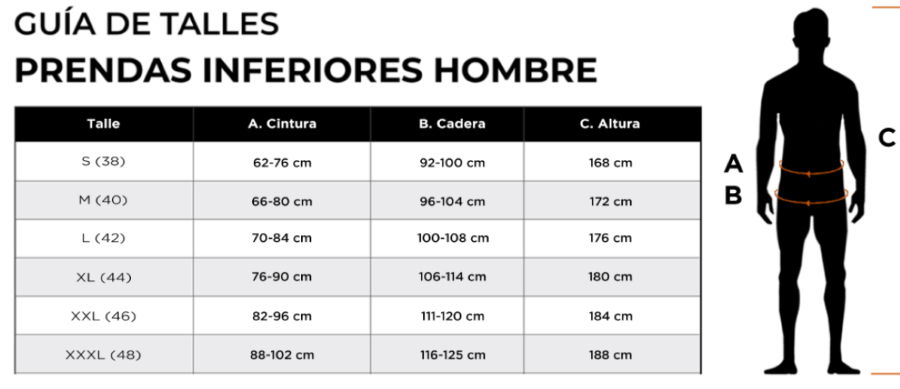 GUÍA DE TALLES
PRENDAS INFERIORES HOMBRE
Talle A. Cintura B. Cadera C. Altura
S (38) 62-76 cm 92-100 cm 168 cm
M (40) 66-80 cm 96-104 cm 172 cm
L (42) 70-84 cm 100-108 cm 176 cm
XL (44) 76-90 cm 106-114 cm 180 cm
XXL (46) 82-96 cm 111-120 cm 184 cm
XXXL (48) 88-102 cm 116-125 cm 188 cm
A
B
C